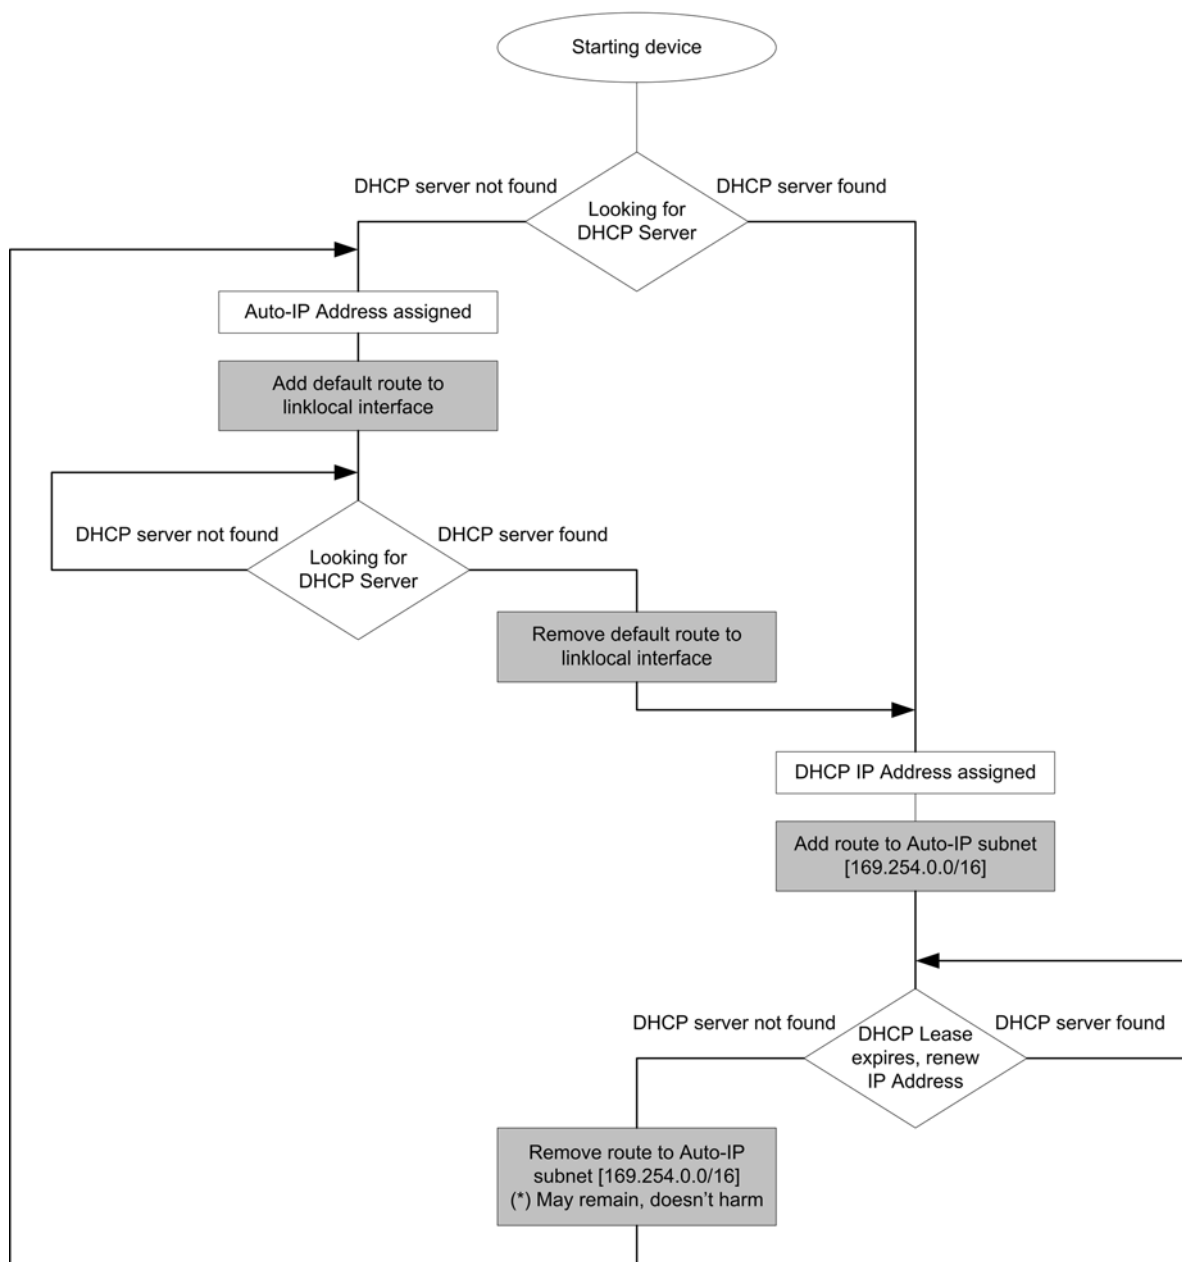 Starting device
DHCP server not found
DHCP server found
Looking for
DHCP Server
Auto-IP Address assigned
Add default route to
linklocal interface
DHCP server not found
DHCP server found
Looking for
DHCP Server
Remove default route to
linklocal interface
DHCP IP Address assigned
Add route to Auto-IP subnet
[169.254.0.0/16]
DHCP server not found
DHCP server found
DHCP Lease
expires, renew
IP Address
Remove route to Auto-IP
subnet [169.254.0.0/16]
(*) May remain, doesn't harm